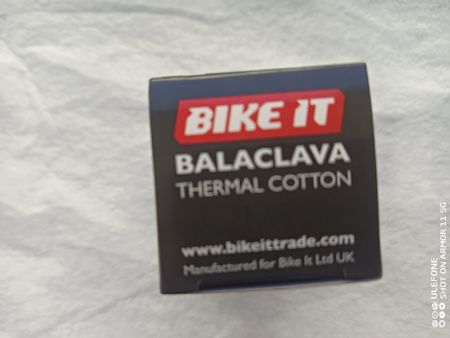 BIKE IT
BALACLAVA
THERMAL COTTON
www.bikeittrade.com
Manufactured for Bike It Ltd UK
ULEFONE
SHOT ON ARMOR 11 5G